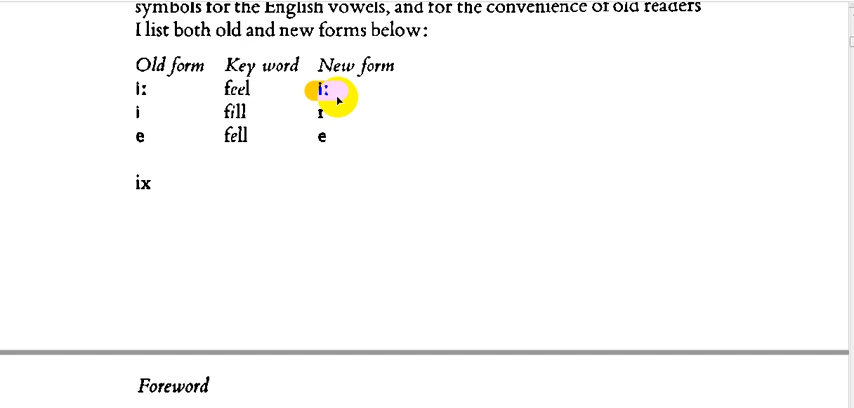 symbols for the English vowels, and for the convenience of old readers
I list both old and new forms below:
Old form Key word New form
i: feel i:
i fill ɪ
e fell e
ix
Foreword